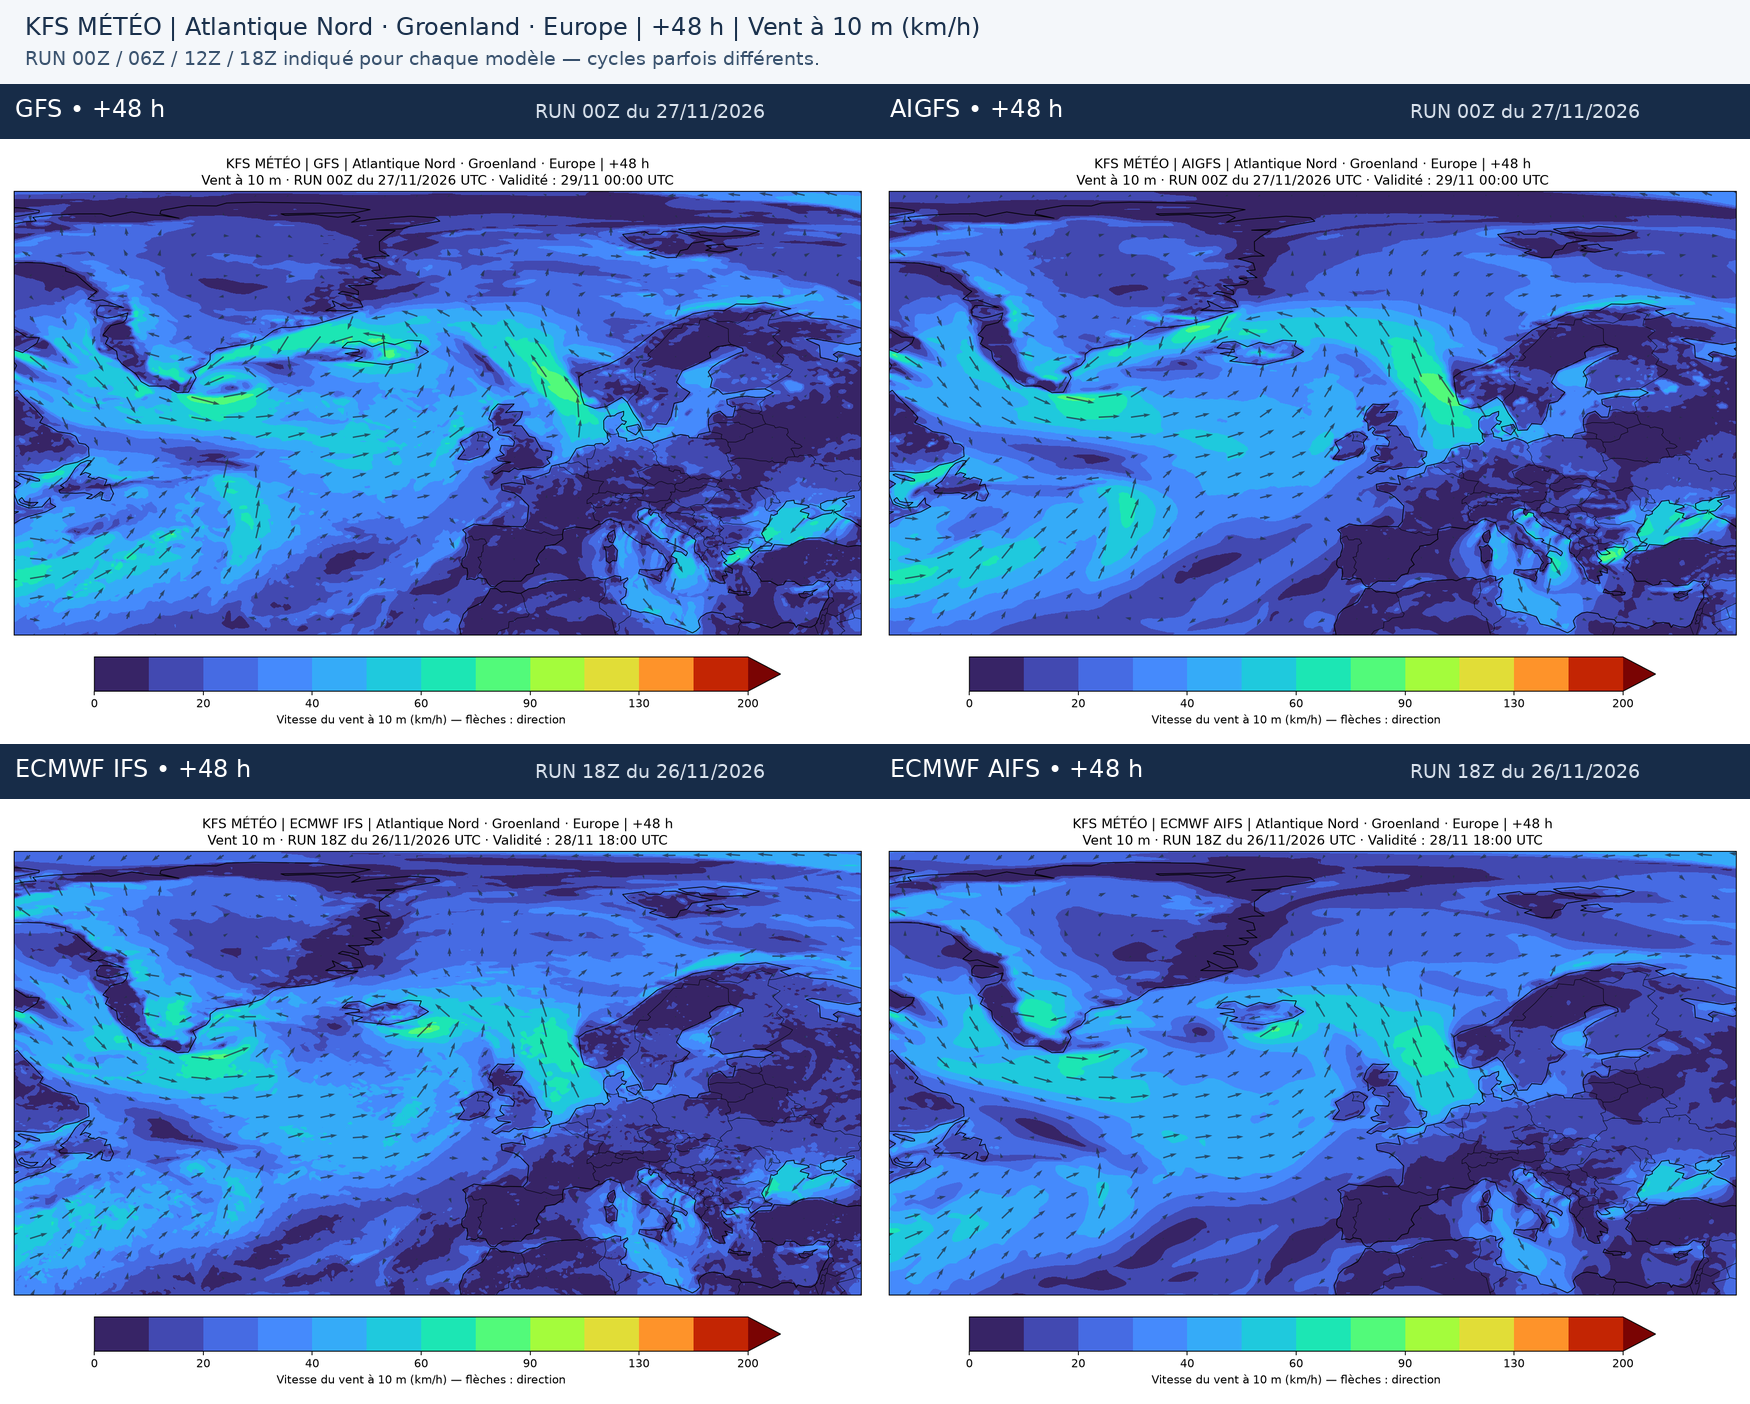 KFS MÉTÉO | Atlantique Nord · Groenland · Europe | +48 h | Vent à 10 m (km/h)
RUN 00Z / 06Z / 12Z / 18Z indiqué pour chaque modèle — cycles parfois différents.
GFS • +48 h
RUN 00Z du 27/11/2026
AIGFS • +48 h
RUN 00Z du 27/11/2026
KFS MÉTÉO | GFS | Atlantique Nord · Groenland · Europe | +48 h
Vent à 10 m · RUN 00Z du 27/11/2026 UTC · Validité : 29/11 00:00 UTC
0 20 40 60 90 130 200
Vitesse du vent à 10 m (km/h) — flèches : direction
KFS MÉTÉO | AIGFS | Atlantique Nord · Groenland · Europe | +48 h
Vent à 10 m · RUN 00Z du 27/11/2026 UTC · Validité : 29/11 00:00 UTC
0 20 40 60 90 130 200
Vitesse du vent à 10 m (km/h) — flèches : direction
ECMWF IFS • +48 h
RUN 18Z du 26/11/2026
ECMWF AIFS • +48 h
RUN 18Z du 26/11/2026
KFS MÉTÉO | ECMWF IFS | Atlantique Nord · Groenland · Europe | +48 h
Vent 10 m · RUN 18Z du 26/11/2026 UTC · Validité : 28/11 18:00 UTC
0 20 40 60 90 130 200
Vitesse du vent à 10 m (km/h) — flèches : direction
KFS MÉTÉO | ECMWF AIFS | Atlantique Nord · Groenland · Europe | +48 h
Vent 10 m · RUN 18Z du 26/11/2026 UTC · Validité : 28/11 18:00 UTC
0 20 40 60 90 130 200
Vitesse du vent à 10 m (km/h) — flèches : direction